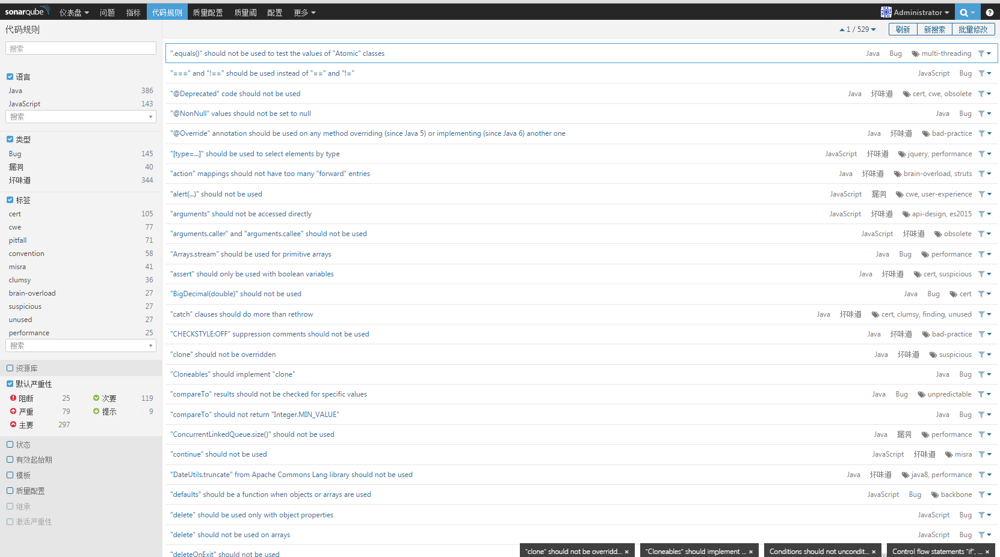 sonarqube 仪表盘 问题 指标 代码规则 质量配置 质量阈 配置 更多 Administrator
代码规则
1 / 529 刷新 新搜索 批量修改
搜索
语言
Java 386
JavaScript 143
搜索
类型
Bug 145
漏洞 40
坏味道 344
标签
cert 105
cwe 77
pitfall 71
convention 58
misra 41
clumsy 36
brain-overload 27
suspicious 27
unused 27
performance 25
搜索
资源库
默认严重性
阻断 25 次要 119
严重 79 提示 9
主要 297
状态
有效起始期
模板
质量配置
继承
激活严重性
".equals()" should not be used to test the values of "Atomic" classes Java Bug multi-threading
"===" and "!==" should be used instead of "==" and "!=" JavaScript Bug
"@Deprecated" code should not be used Java 坏味道 cert, cwe, obsolete
"@NonNull" values should not be set to null Java Bug
"@Override" annotation should be used on any method overriding (since Java 5) or implementing (since Java 6) another one Java 坏味道 bad-practice
"[type=...]" should be used to select elements by type JavaScript 坏味道 jquery, performance
"action" mappings should not have too many "forward" entries Java 坏味道 brain-overload, struts
"alert(...)" should not be used JavaScript 漏洞 cwe, user-experience
"arguments" should not be accessed directly JavaScript 坏味道 api-design, es2015
"arguments.caller" and "arguments.callee" should not be used JavaScript 坏味道 obsolete
"Arrays.stream" should be used for primitive arrays Java Bug performance
"assert" should only be used with boolean variables Java 坏味道 cert, suspicious
"BigDecimal(double)" should not be used Java Bug cert
"catch" clauses should do more than rethrow Java 坏味道 cert, clumsy, finding, unused
"CHECKSTYLE:OFF" suppression comments should not be used Java 坏味道 bad-practice
"clone" should not be overridden Java 坏味道 suspicious
"Cloneables" should implement "clone" Java Bug
"compareTo" results should not be checked for specific values Java Bug unpredictable
"compareTo" should not return "Integer.MIN_VALUE" Java Bug
"ConcurrentLinkedQueue.size()" should not be used Java 漏洞 performance
"continue" should not be used JavaScript 坏味道 misra
"DateUtils.truncate" from Apache Commons Lang library should not be used Java 坏味道 java8, performance
"defaults" should be a function when objects or arrays are used JavaScript Bug backbone
"delete" should be used only with object properties JavaScript Bug
"delete" should not be used on arrays JavaScript Bug
"deleteOnExit" should not be used
"clone" should not be overridd... × "Cloneables" should implement ... × Conditions should not uncondit... × Control flow statements "if", ... ×